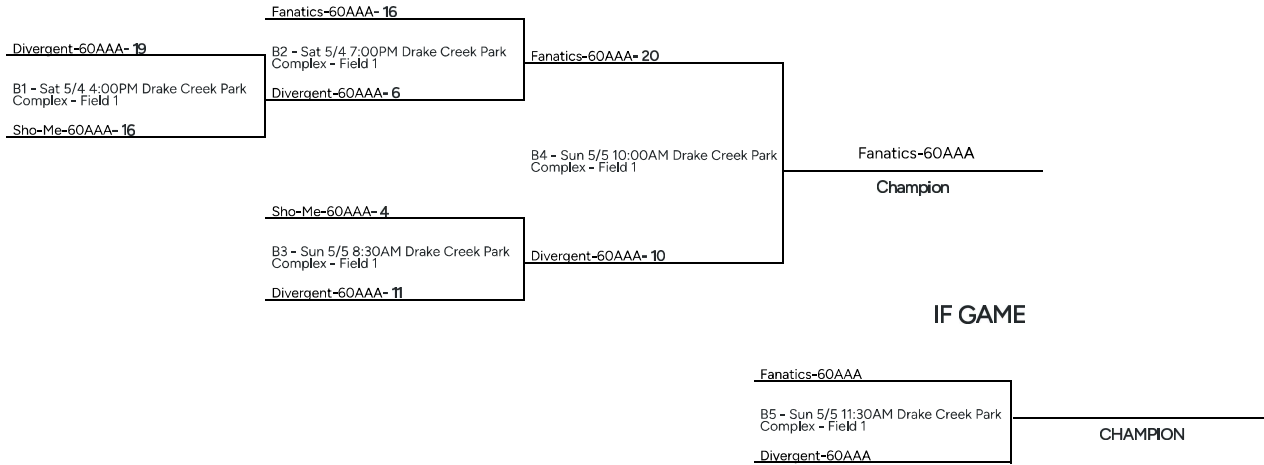 Fanatics-60AAA- 16
Divergent-60AAA- 19
B2 - Sat 5/4 7:00PM Drake Creek Park
Complex - Field 1
Fanatics-60AAA- 20
B1 - Sat 5/4 4:00PM Drake Creek Park
Complex - Field 1
Divergent-60AAA- 6
Sho-Me-60AAA- 16
B4 - Sun 5/5 10:00AM Drake Creek Park
Complex - Field 1
Fanatics-60AAA
Champion
Sho-Me-60AAA- 4
B3 - Sun 5/5 8:30AM Drake Creek Park
Complex - Field 1
Divergent-60AAA- 10
Divergent-60AAA- 11
IF GAME
Fanatics-60AAA
B5 - Sun 5/5 11:30AM Drake Creek Park
Complex - Field 1
CHAMPION
Divergent-60AAA